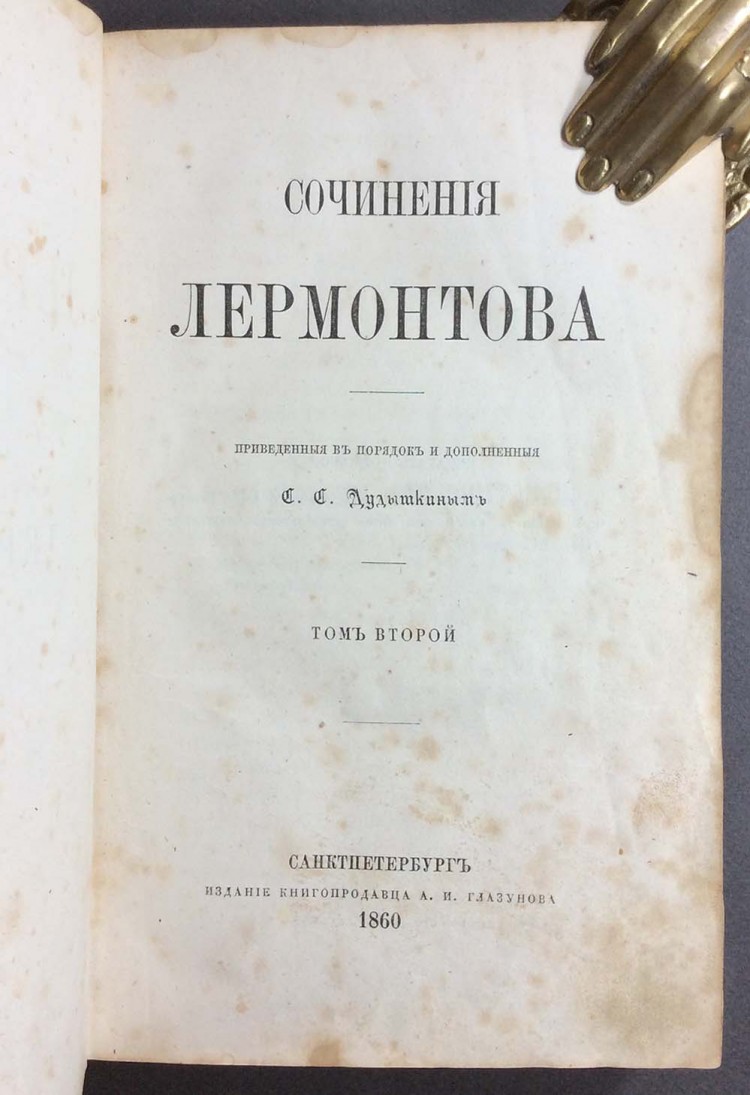 СОЧИНЕНІЯ
ЛЕРМОНТОВА
ПРИВЕДЕННЫЯ ВЪ ПОРЯДОКЪ И ДОПОЛНЕННЫЯ
С. С. Дудышкинымъ
ТОМЪ ВТОРОЙ
САНКТПЕТЕРБУРГЪ
ИЗДАНІЕ КНИГОПРОДАВЦА А. И. ГЛАЗУНОВА
1860